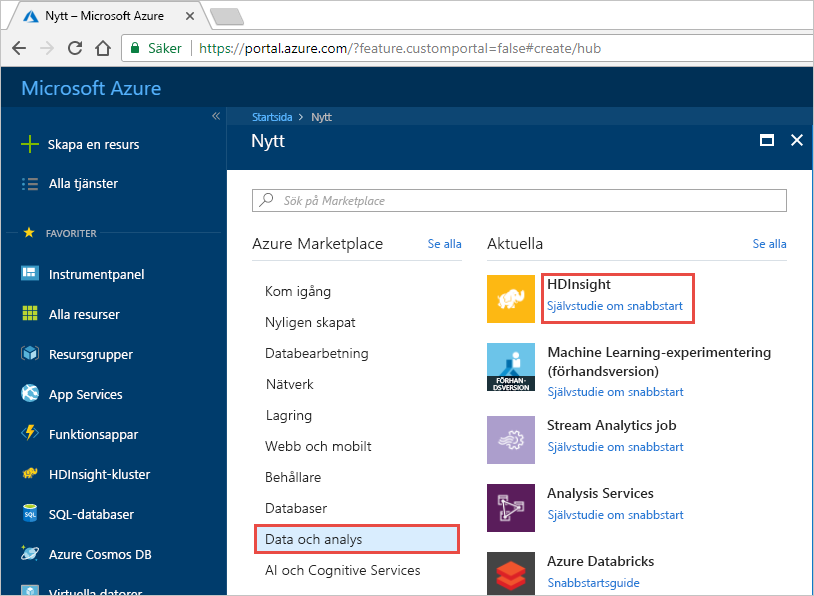 Nytt – Microsoft Azure
Säker
https://portal.azure.com/?feature.customportal=false#create/hub
Microsoft Azure
Skapa en resurs
Alla tjänster
FAVORITER
Instrumentpanel
Alla resurser
Resursgrupper
App Services
Funktionsappar
HDInsight-kluster
SQL
SQL-databaser
Azure Cosmos DB
Virtuella datorer
Startsida > Nytt
Nytt
Sök på Marketplace
Azure Marketplace
Se alla
Kom igång
Nyligen skapat
Databearbetning
Nätverk
Lagring
Webb och mobilt
Behållare
Databaser
Data och analys
AI och Cognitive Services
Aktuella
Se alla
HDInsight
Självstudie om snabbstart
FÖRHAN-
DSVERSION
Machine Learning-experimentering
(förhandsversion)
Självstudie om snabbstart
Stream Analytics job
Självstudie om snabbstart
Analysis Services
Självstudie om snabbstart
Azure Databricks
Snabbstartsguide